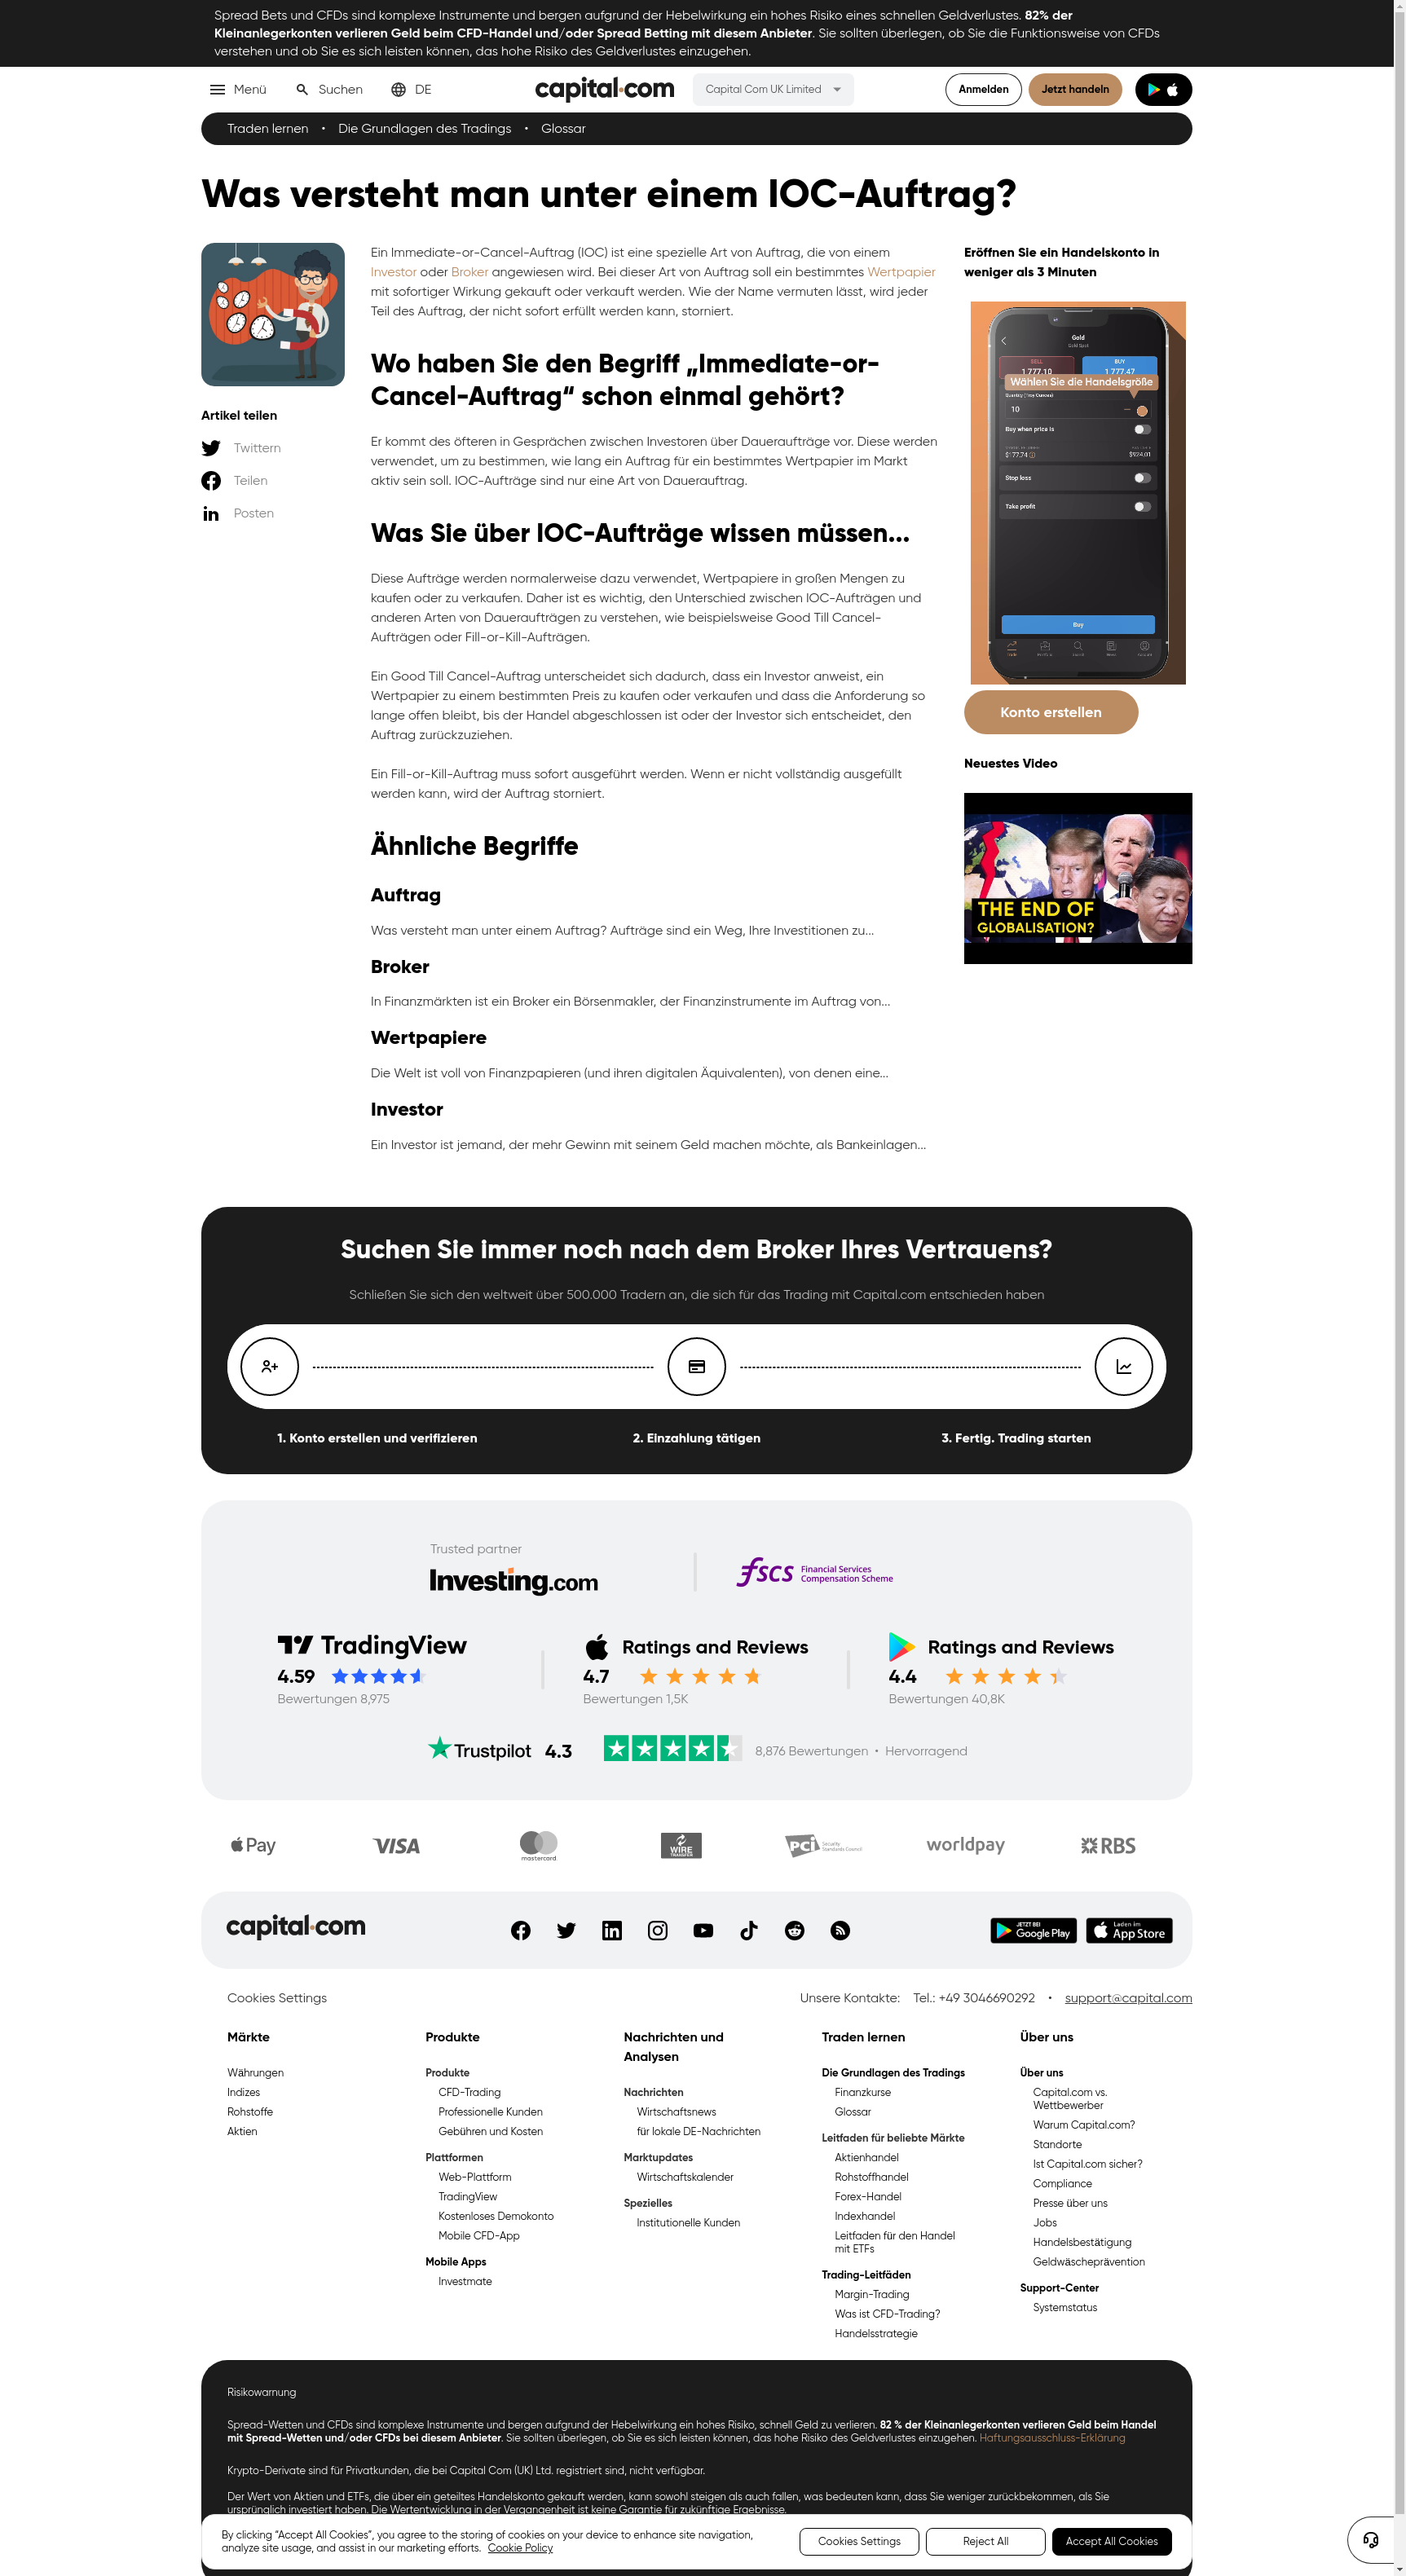 Spread Bets und CFDs sind komplexe Instrumente und bergen aufgrund der Hebelwirkung ein hohes Risiko eines schnellen Geldverlustes. 82% der
Kleinanlegerkonten verlieren Geld beim CFD-Handel und/oder Spread Betting mit diesem Anbieter. Sie sollten überlegen, ob Sie die Funktionsweise von CFDs
verstehen und ob Sie es sich leisten können, das hohe Risiko des Geldverlustes einzugehen.
Menü Suchen DE capital.com Capital Com UK Limited Anmelden Jetzt handeln
Traden lernen • Die Grundlagen des Tradings • Glossar
Was versteht man unter einem IOC-Auftrag?
Artikel teilen
Twittern
Teilen
Posten
Ein Immediate-or-Cancel-Auftrag (IOC) ist eine spezielle Art von Auftrag, die von einem
Investor oder Broker angewiesen wird. Bei dieser Art von Auftrag soll ein bestimmtes Wertpapier
mit sofortiger Wirkung gekauft oder verkauft werden. Wie der Name vermuten lässt, wird jeder
Teil des Auftrag, der nicht sofort erfüllt werden kann, storniert.
Wo haben Sie den Begriff „Immediate-or-
Cancel-Auftrag“ schon einmal gehört?
Er kommt des öfteren in Gesprächen zwischen Investoren über Daueraufträge vor. Diese werden
verwendet, um zu bestimmen, wie lang ein Auftrag für ein bestimmtes Wertpapier im Markt
aktiv sein soll. IOC-Aufträge sind nur eine Art von Dauerauftrag.
Was Sie über IOC-Aufträge wissen müssen...
Diese Aufträge werden normalerweise dazu verwendet, Wertpapiere in großen Mengen zu
kaufen oder zu verkaufen. Daher ist es wichtig, den Unterschied zwischen IOC-Aufträgen und
anderen Arten von Daueraufträgen zu verstehen, wie beispielsweise Good Till Cancel-
Aufträgen oder Fill-or-Kill-Aufträgen.
Ein Good Till Cancel-Auftrag unterscheidet sich dadurch, dass ein Investor anweist, ein
Wertpapier zu einem bestimmten Preis zu kaufen oder verkaufen und dass die Anforderung so
lange offen bleibt, bis der Handel abgeschlossen ist oder der Investor sich entscheidet, den
Auftrag zurückzuziehen.
Ein Fill-or-Kill-Auftrag muss sofort ausgeführt werden. Wenn er nicht vollständig ausgefüllt
werden kann, wird der Auftrag storniert.
Ähnliche Begriffe
Auftrag
Was versteht man unter einem Auftrag? Aufträge sind ein Weg, Ihre Investitionen zu...
Broker
In Finanzmärkten ist ein Broker ein Börsenmakler, der Finanzinstrumente im Auftrag von...
Wertpapiere
Die Welt ist voll von Finanzpapieren (und ihren digitalen Äquivalenten), von denen eine...
Investor
Ein Investor ist jemand, der mehr Gewinn mit seinem Geld machen möchte, als Bankeinlagen...
Eröffnen Sie ein Handelskonto in
weniger als 3 Minuten
Gold
Gold Spot
SELL BUY
1 777.10 1 777.47
Wählen Sie die Handelsgröße
Quantity (Troy Ounces)
10
Buy when price is
$177.74 $924.01
Stop loss
Take profit
Buy
Konto erstellen
Neuestes Video
THE END OF
GLOBALISATION?
Suchen Sie immer noch nach dem Broker Ihres Vertrauens?
Schließen Sie sich den weltweit über 500.000 Tradern an, die sich für das Trading mit Capital.com entschieden haben
1. Konto erstellen und verifizieren 2. Einzahlung tätigen 3. Fertig. Trading starten
Trusted partner
Investing.com
fscs Financial Services
Compensation Scheme
TradingView Ratings and Reviews Ratings and Reviews
4.59 4.7 4.4
Bewertungen 8,975 Bewertungen 1,5K Bewertungen 40,8K
Trustpilot 4.3 8,876 Bewertungen • Hervorragend
Pay VISA mastercard WIRE TRANSFER PCI Security Standards Council worldpay RBS
capital.com JETZT BEI Google Play Laden im App Store
Cookies Settings Unsere Kontakte: Tel.: +49 3046690292 • support@capital.com
Märkte
Währungen
Indizes
Rohstoffe
Aktien
Produkte
Produkte
CFD-Trading
Professionelle Kunden
Gebühren und Kosten
Plattformen
Web-Plattform
TradingView
Kostenloses Demokonto
Mobile CFD-App
Mobile Apps
Investmate
Nachrichten und
Analysen
Nachrichten
Wirtschaftsnews
für lokale DE-Nachrichten
Marktupdates
Wirtschaftskalender
Spezielles
Institutionelle Kunden
Traden lernen
Die Grundlagen des Tradings
Finanzkurse
Glossar
Leitfaden für beliebte Märkte
Aktienhandel
Rohstoffhandel
Forex-Handel
Indexhandel
Leitfaden für den Handel
mit ETFs
Trading-Leitfäden
Margin-Trading
Was ist CFD-Trading?
Handelsstrategie
Über uns
Über uns
Capital.com vs.
Wettbewerber
Warum Capital.com?
Standorte
Ist Capital.com sicher?
Compliance
Presse über uns
Jobs
Handelsbestätigung
Geldwäscheprävention
Support-Center
Systemstatus
Risikowarnung
Spread-Wetten und CFDs sind komplexe Instrumente und bergen aufgrund der Hebelwirkung ein hohes Risiko, schnell Geld zu verlieren. 82 % der Kleinanlegerkonten verlieren Geld beim Handel
mit Spread-Wetten und/oder CFDs bei diesem Anbieter. Sie sollten überlegen, ob Sie es sich leisten können, das hohe Risiko des Geldverlustes einzugehen. Haftungsausschluss-Erklärung
Krypto-Derivate sind für Privatkunden, die bei Capital Com (UK) Ltd. registriert sind, nicht verfügbar.
Der Wert von Aktien und ETFs, die über ein geteiltes Handelskonto gekauft werden, kann sowohl steigen als auch fallen, was bedeuten kann, dass Sie weniger zurückbekommen, als Sie
ursprünglich investiert haben. Die Wertentwicklung in der Vergangenheit ist keine Garantie für zukünftige Ergebnisse.
By clicking “Accept All Cookies”, you agree to the storing of cookies on your device to enhance site navigation,
analyze site usage, and assist in our marketing efforts. Cookie Policy
Cookies Settings Reject All Accept All Cookies